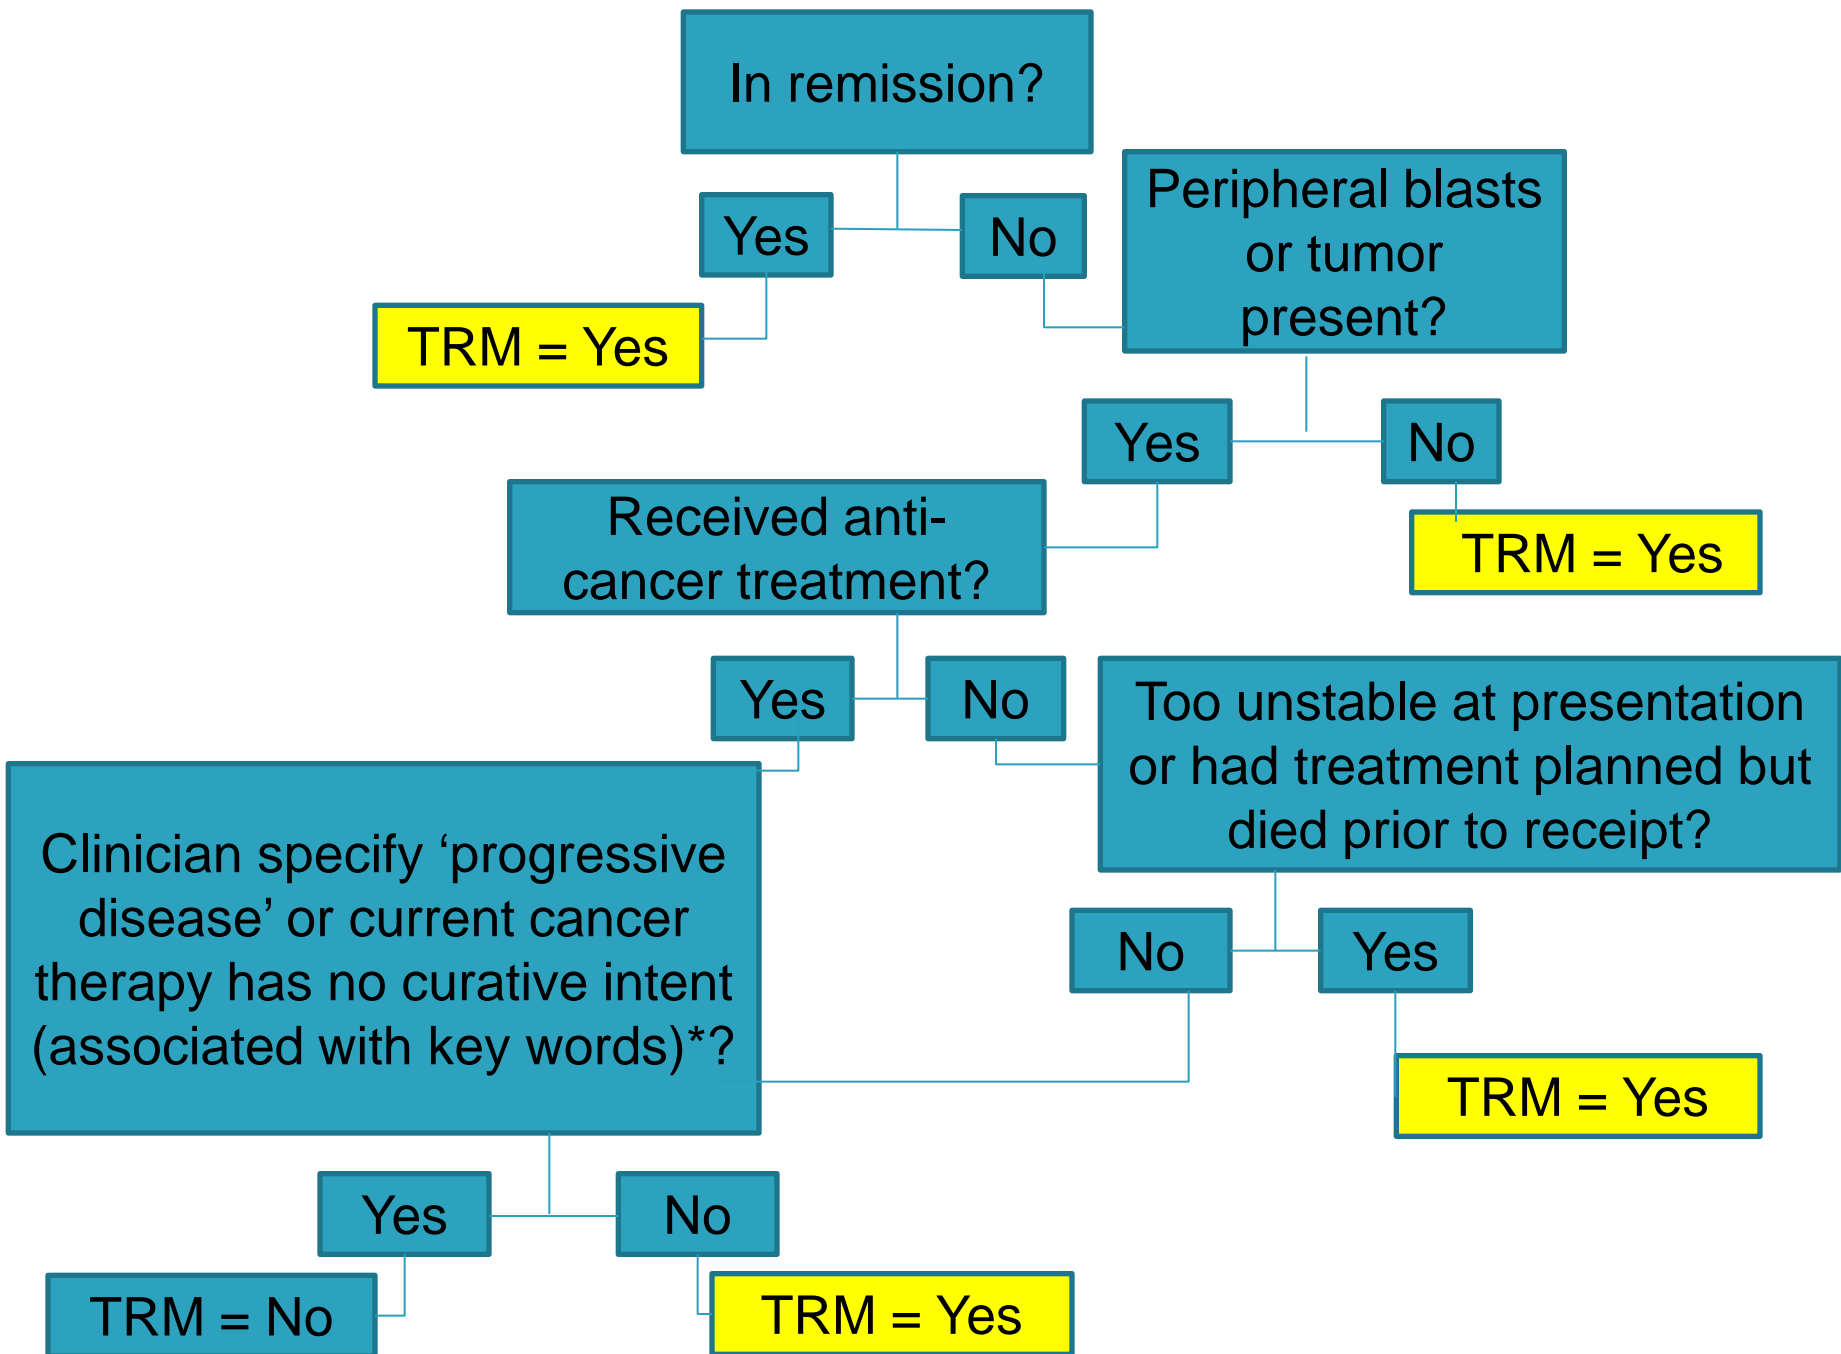 In remission?
Yes
No
Peripheral blasts
or tumor
present?
TRM = Yes
Yes
No
Received anti-
cancer treatment?
TRM = Yes
Yes
No
Too unstable at presentation
or had treatment planned but
died prior to receipt?
Clinician specify ‘progressive
disease’ or current cancer
therapy has no curative intent
(associated with key words)*?
No
Yes
TRM = Yes
Yes
No
TRM = No
TRM = Yes